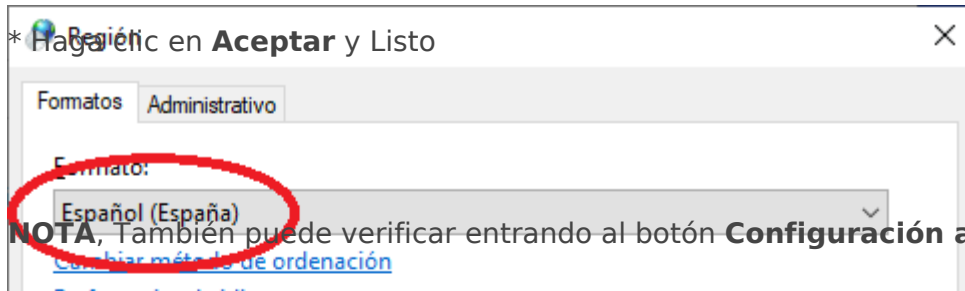 Región
* Haga clic en Aceptar y Listo
Formatos Administrativo
Formato:
Español (España)
NOTA, También puede verificar entrando al botón Configuración
Cambiar método de ordenación